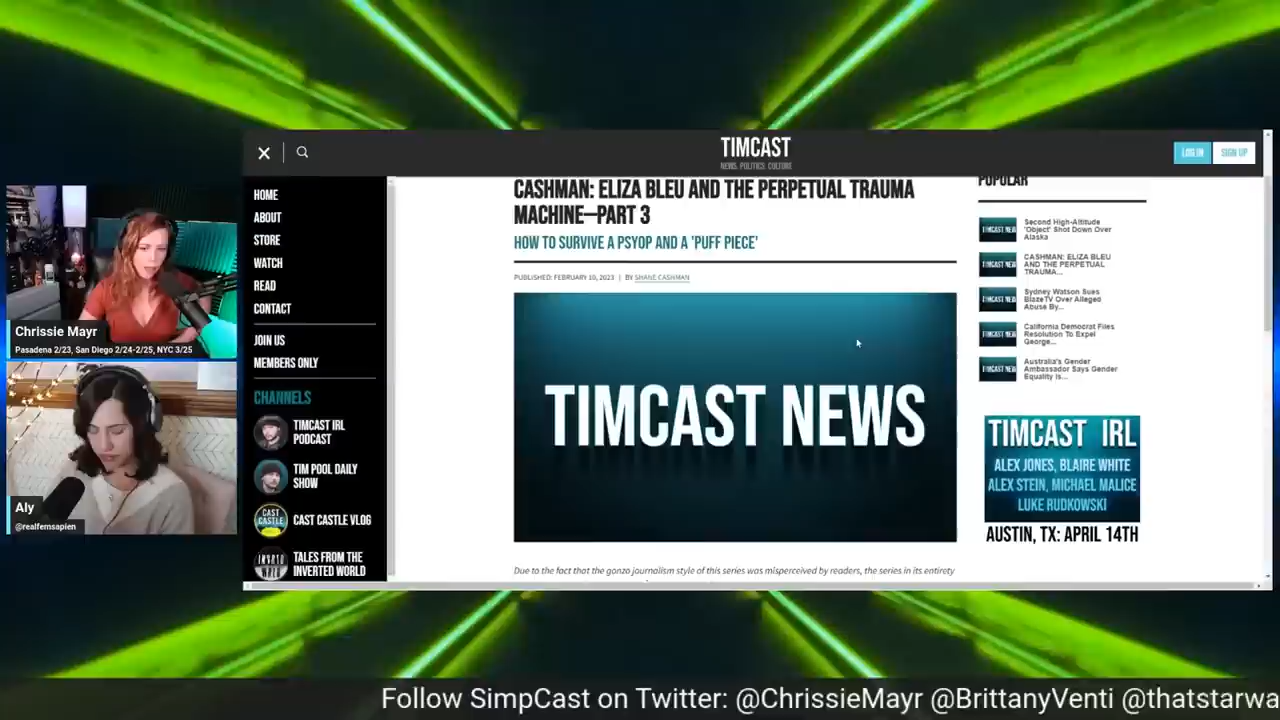 TIMCAST
NEWS. POLITICS. CULTURE
LOG IN
SIGN UP
HOME
ABOUT
STORE
WATCH
READ
CONTACT
JOIN US
MEMBERS ONLY
CHANNELS
TIMCAST IRL
PODCAST
TIM POOL DAILY
SHOW
CAST CASTLE VLOG
TALES FROM THE
INVERTED WORLD
CASHMAN: ELIZA BLEU AND THE PERPETUAL TRAUMA
MACHINE—PART 3
HOW TO SURVIVE A PSYOP AND A 'PUFF PIECE'
PUBLISHED: FEBRUARY 10, 2023 | BY SHANE CASHMAN
TIMCAST NEWS
Due to the fact that the gonzo journalism style of this series was misperceived by readers, the series in its entirety
POPULAR
Second High-Altitude
'Object' Shot Down Over
Alaska
CASHMAN: ELIZA BLEU
AND THE PERPETUAL
TRAUMA...
Sydney Watson Sues
BlazeTV Over Alleged
Abuse By...
California Democrat Files
Resolution To Expel
George...
Australia's Gender
Ambassador Says Gender
Equality Is...
TIMCAST IRL
ALEX JONES, BLAIRE WHITE
ALEX STEIN, MICHAEL MALICE
LUKE RUDKOWSKI
AUSTIN, TX: APRIL 14TH
Chrissie Mayr
Pasadena 2/23, San Diego 2/24-2/25, NYC 3/25
Aly
@realfemsapien
Follow SimpCast on Twitter: @ChrissieMayr @BrittanyVenti @thatstarwa